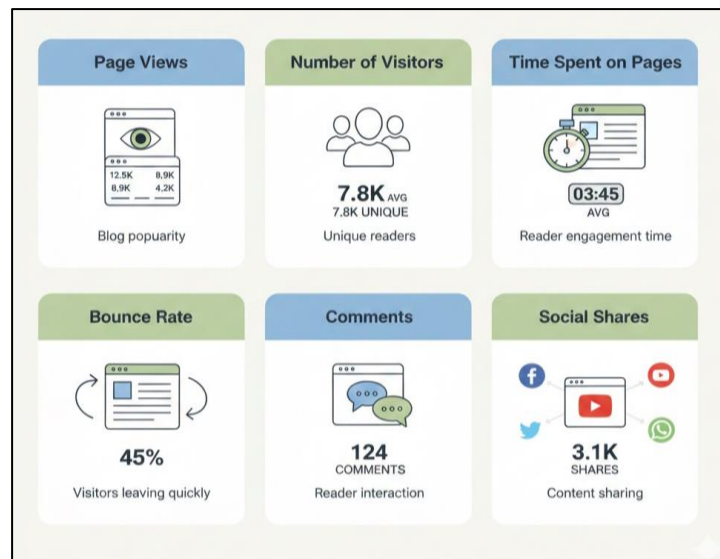 Page Views
12.5K 8.9K
8.9K 4.2K
Blog popuarity
Number of Visitors
7.8K AVG
7.8K UNIQUE
Unique readers
Time Spent on Pages
03:45
AVG
Reader engagement time
Bounce Rate
45%
Visitors leaving quickly
Comments
124
COMMENTS
Reader interaction
Social Shares
f
3.1K
SHARES
Content sharing